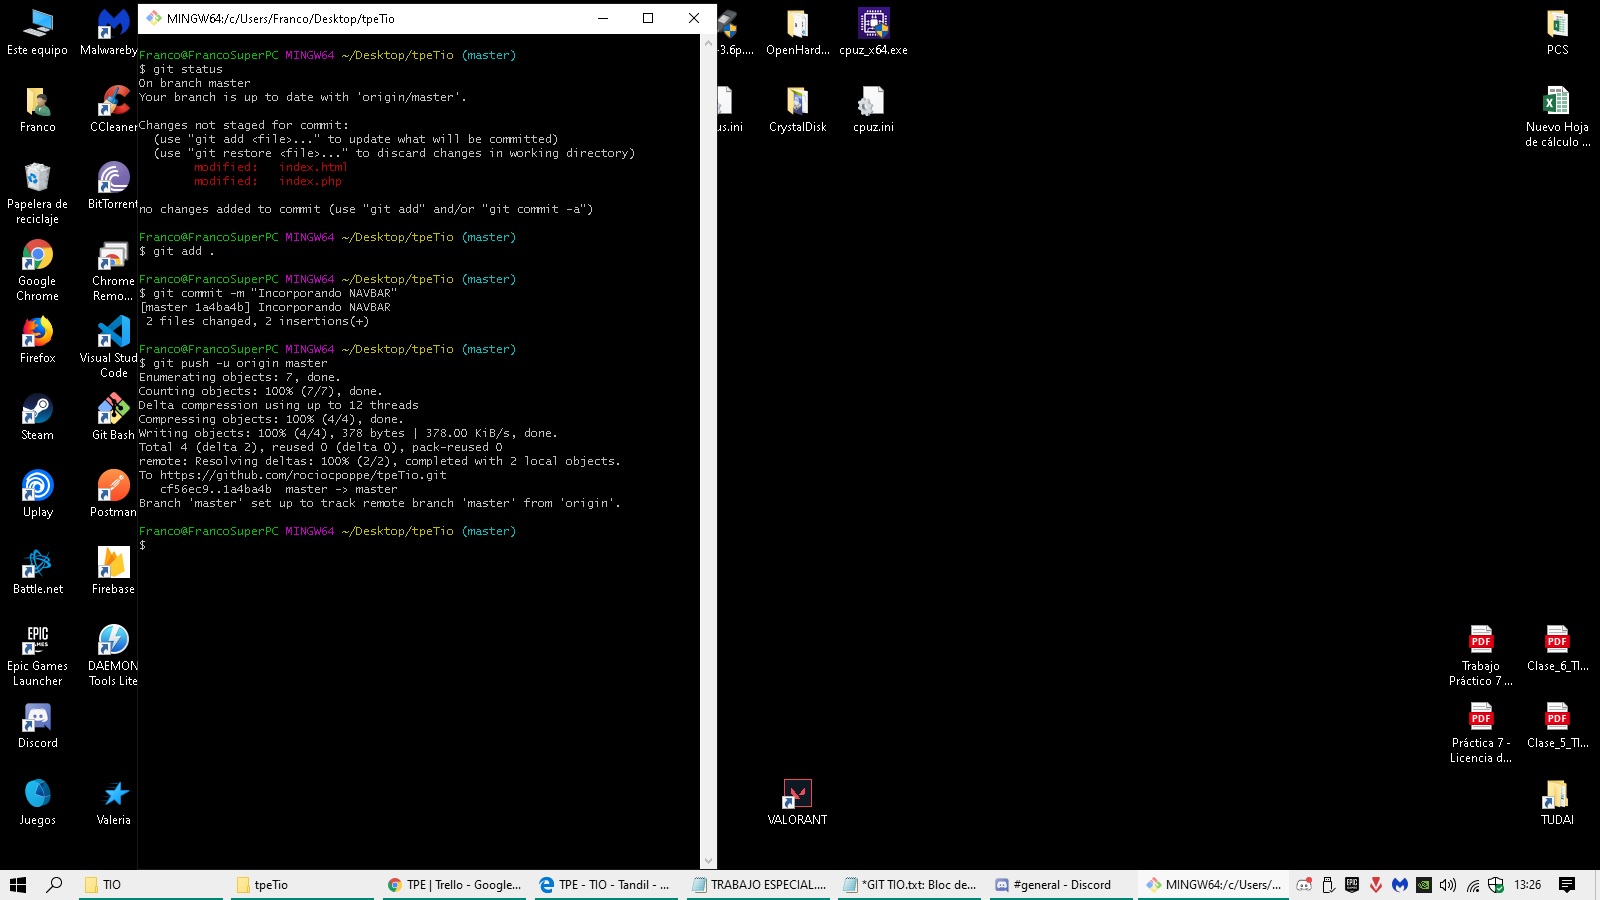 MINGW64:/c/Users/Franco/Desktop/tpeTio
Franco@FrancoSuperPC MINGW64 ~/Desktop/tpeTio (master)
$ git status
On branch master
Your branch is up to date with 'origin/master'.
Changes not staged for commit:
(use "git add <file>..." to update what will be committed)
(use "git restore <file>..." to discard changes in working directory)
modified:   index.html
modified:   index.php
no changes added to commit (use "git add" and/or "git commit -a")
Franco@FrancoSuperPC MINGW64 ~/Desktop/tpeTio (master)
$ git add .
Franco@FrancoSuperPC MINGW64 ~/Desktop/tpeTio (master)
$ git commit -m "Incorporando NAVBAR"
[master 1a4ba4b] Incorporando NAVBAR
2 files changed, 2 insertions(+)
Franco@FrancoSuperPC MINGW64 ~/Desktop/tpeTio (master)
$ git push -u origin master
Enumerating objects: 7, done.
Counting objects: 100% (7/7), done.
Delta compression using up to 12 threads
Compressing objects: 100% (4/4), done.
Writing objects: 100% (4/4), 378 bytes | 378.00 KiB/s, done.
Total 4 (delta 2), reused 0 (delta 0), pack-reused 0
remote: Resolving deltas: 100% (2/2), completed with 2 local objects.
To https://github.com/rociocpoppe/tpeTio.git
cf56ec9..1a4ba4b  master -> master
Branch 'master' set up to track remote branch 'master' from 'origin'.
Franco@FrancoSuperPC MINGW64 ~/Desktop/tpeTio (master)
$
Este equipo
Malwareby
Franco
CCleaner
Papelera de
reciclaje
BitTorrent
Google
Chrome
Chrome
Remo...
Firefox
Visual Stud
Code
Steam
Git Bash
Uplay
Postman
Battle.net
Firebase
EPIC
GAMES
Epic Games
Launcher
DAEMON
Tools Lite
Discord
Juegos
Valeria
-3.6p....
OpenHard...
cpuz_x64.exe
us.ini
CrystalDisk
cpuz.ini
PCS
Nuevo Hoja
de cálculo ...
PDF
Trabajo
Práctico 7 ...
PDF
Clase_6_TI...
PDF
Práctica 7 -
Licencia d...
PDF
Clase_5_TI...
VALORANT
TUDAI
TIO
tpeTio
TPE | Trello - Google...
TPE - TIO - Tandil - ...
TRABAJO ESPECIAL....
*GIT TIO.txt: Bloc de...
#general - Discord
MINGW64:/c/Users/...
13:26